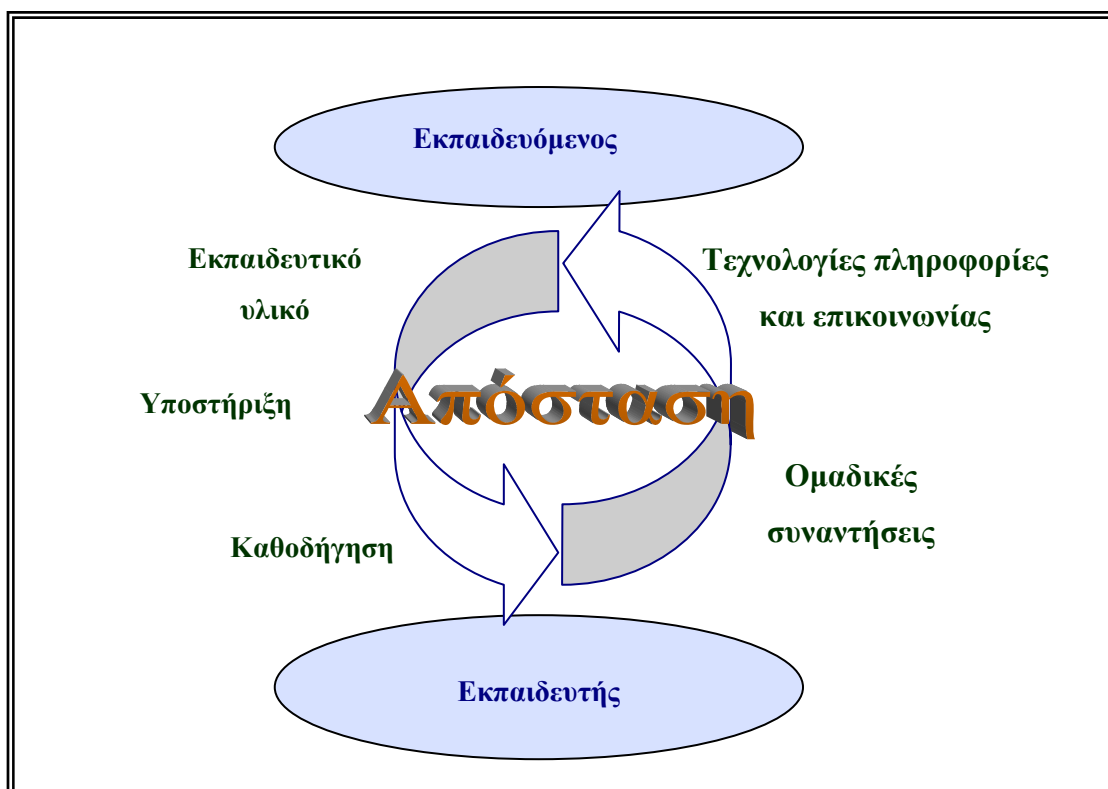 Εκπαιδευόμενος
Εκπαιδευτικό
υλικό
Τεχνολογίες πληροφορίες
και επικοινωνίας
Υποστήριξη
Απόσταση
Ομαδικές
συναντήσεις
Καθοδήγηση
Εκπαιδευτής